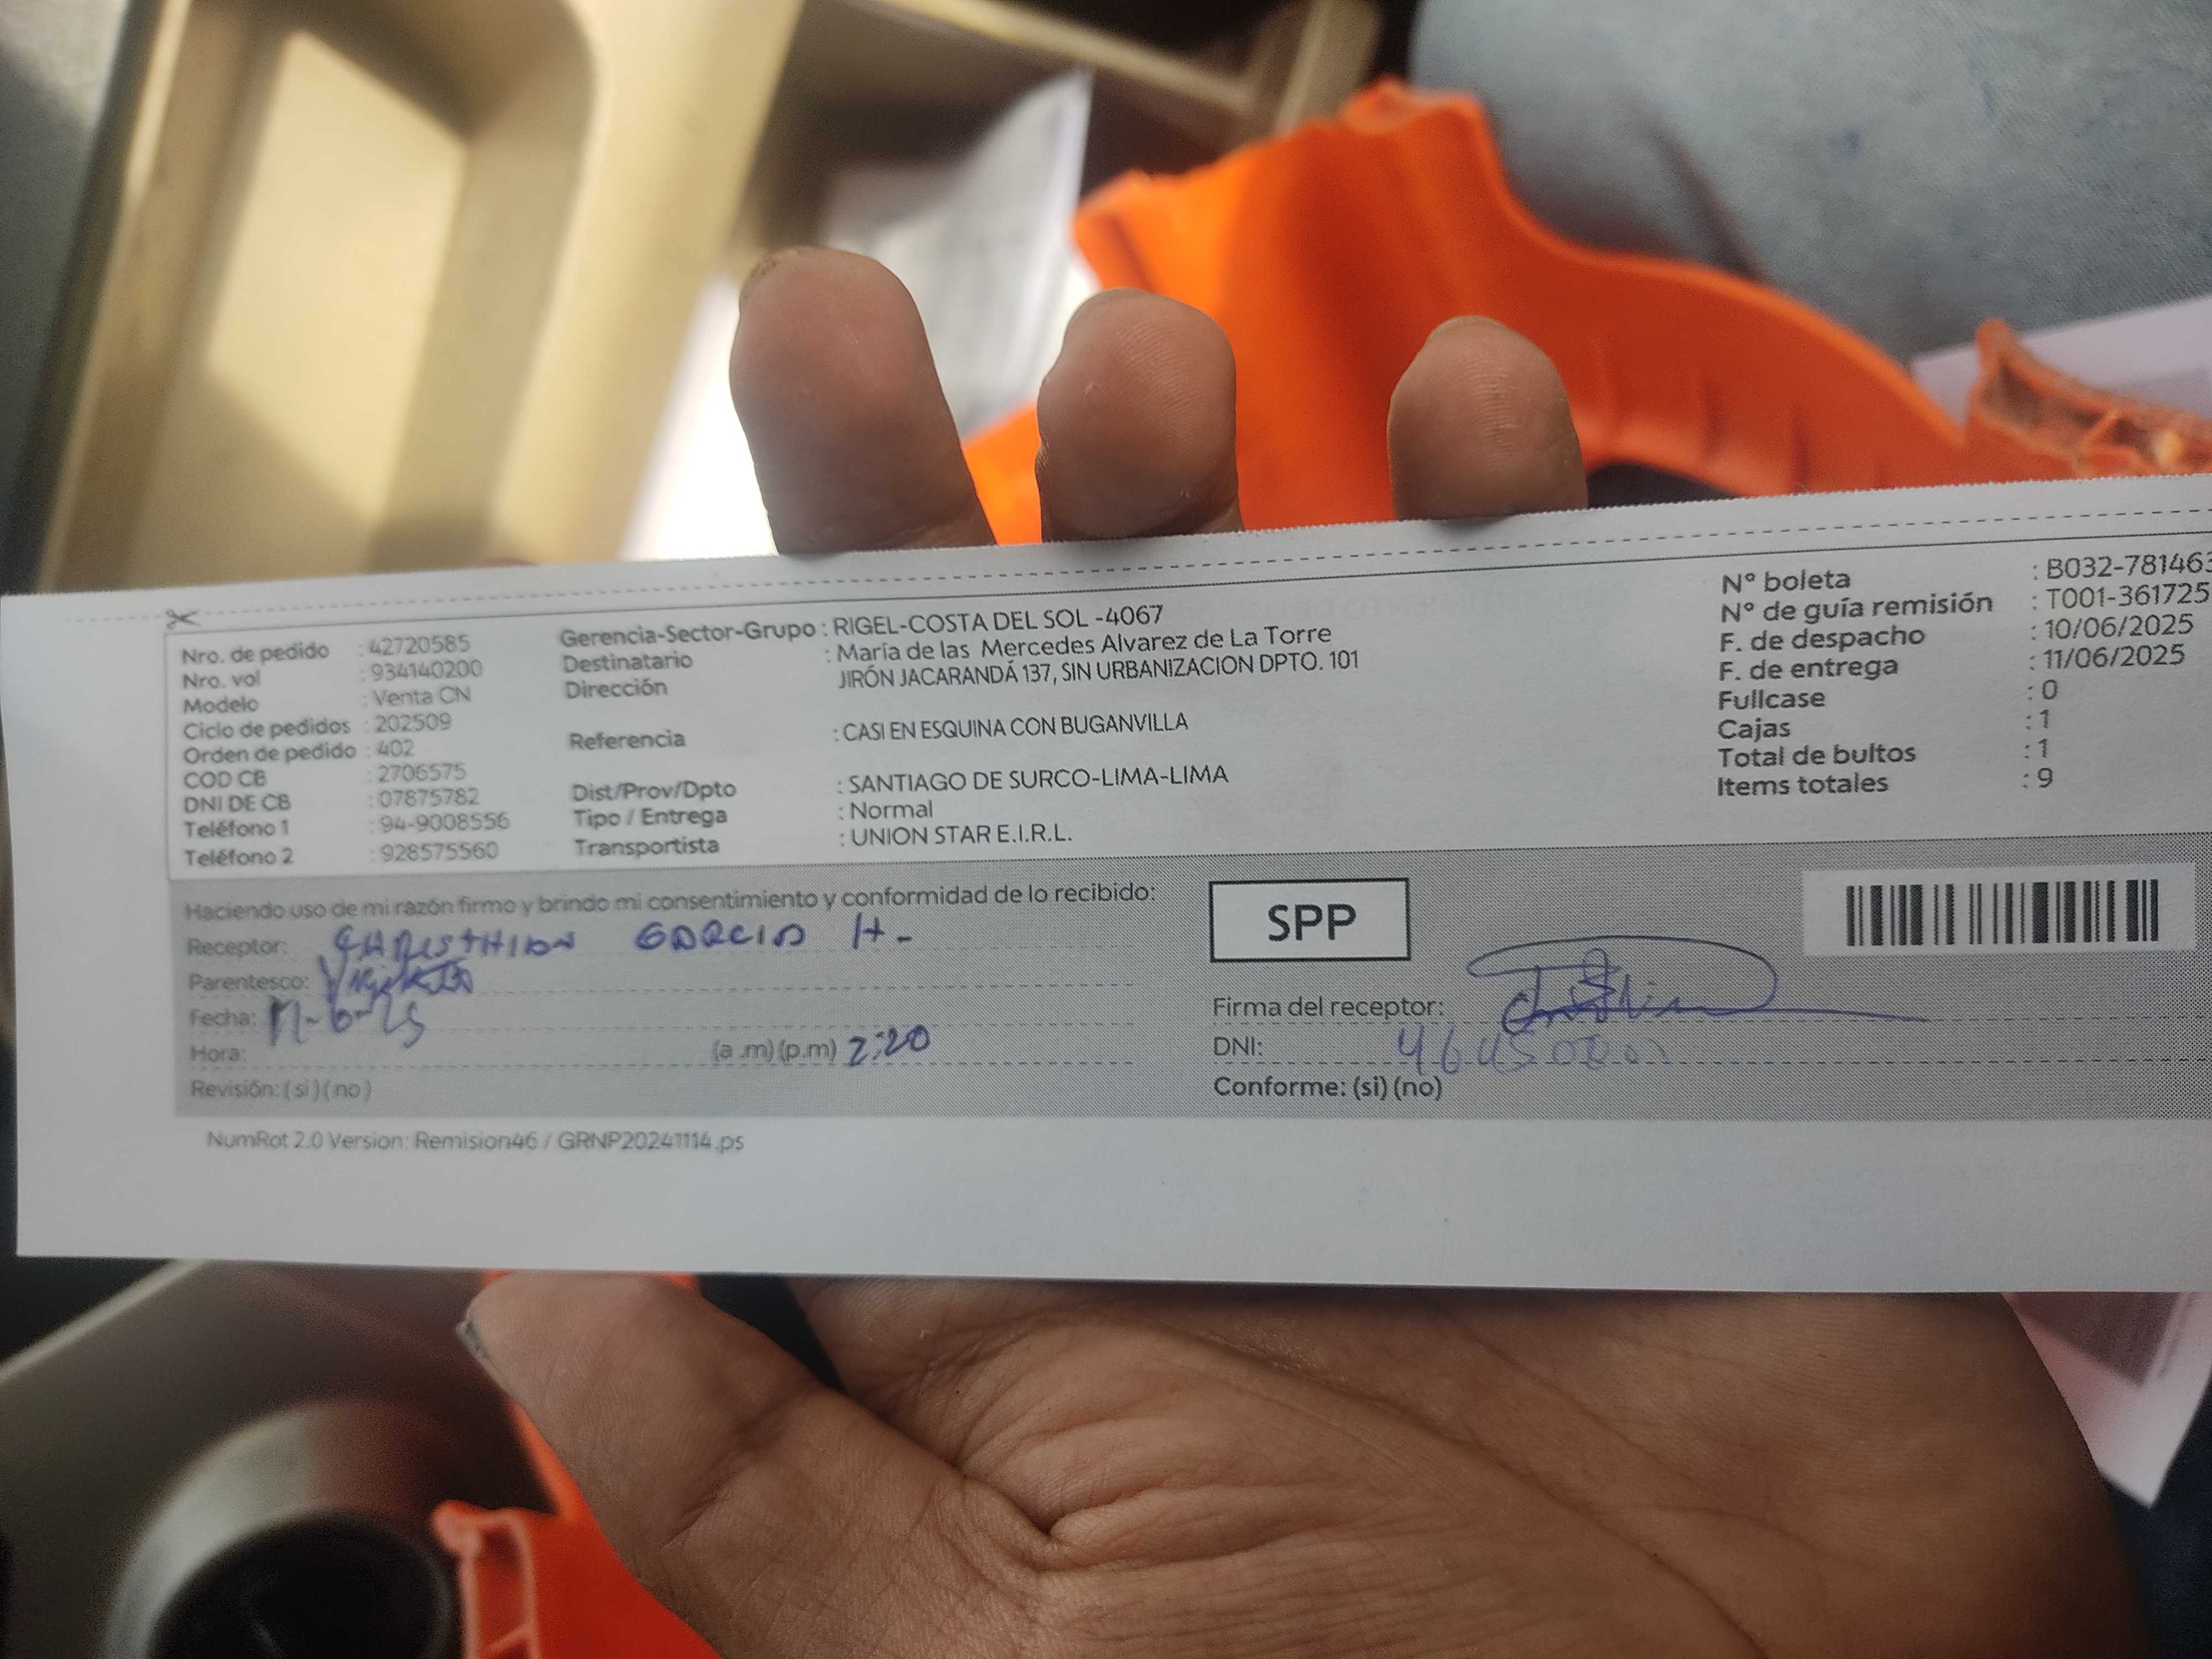 Nro. de pedido : 42720585
Nro. vol : 934140200
Modelo : Venta CN
Ciclo de pedidos : 202509
Orden de pedido : 402
COD CB : 2706575
DNI DE CB : 07875782
Teléfono 1 : 94-9008556
Teléfono 2 : 928575560
Gerencia-Sector-Grupo : RIGEL-COSTA DEL SOL -4067
Destinatario : María de las Mercedes Alvarez de La Torre
Dirección JIRÓN JACARANDÁ 137, SIN URBANIZACION DPTO. 101
Referencia : CASI EN ESQUINA CON BUGANVILLA
Dist/Prov/Dpto : SANTIAGO DE SURCO-LIMA-LIMA
Tipo / Entrega : Normal
Transportista : UNION STAR E.I.R.L.
Nº boleta : B032-781463
Nº de guía remisión : T001-361725
F. de despacho : 10/06/2025
F. de entrega : 11/06/2025
Fullcase : 0
Cajas : 1
Total de bultos : 1
Items totales : 9
Haciendo uso de mi razón firmo y brindo mi consentimiento y conformidad de lo recibido:
Receptor: CHRISTHIAN GARCIA H-
Parentesco:
Fecha: 11-6-25
Hora: (a .m) (p.m) 2:20
Revisión: ( si ) ( no )
SPP
Firma del receptor:
DNI:
Conforme: (si) (no)
NumRot 2.0 Version: Remision46 / GRNP20241114.ps